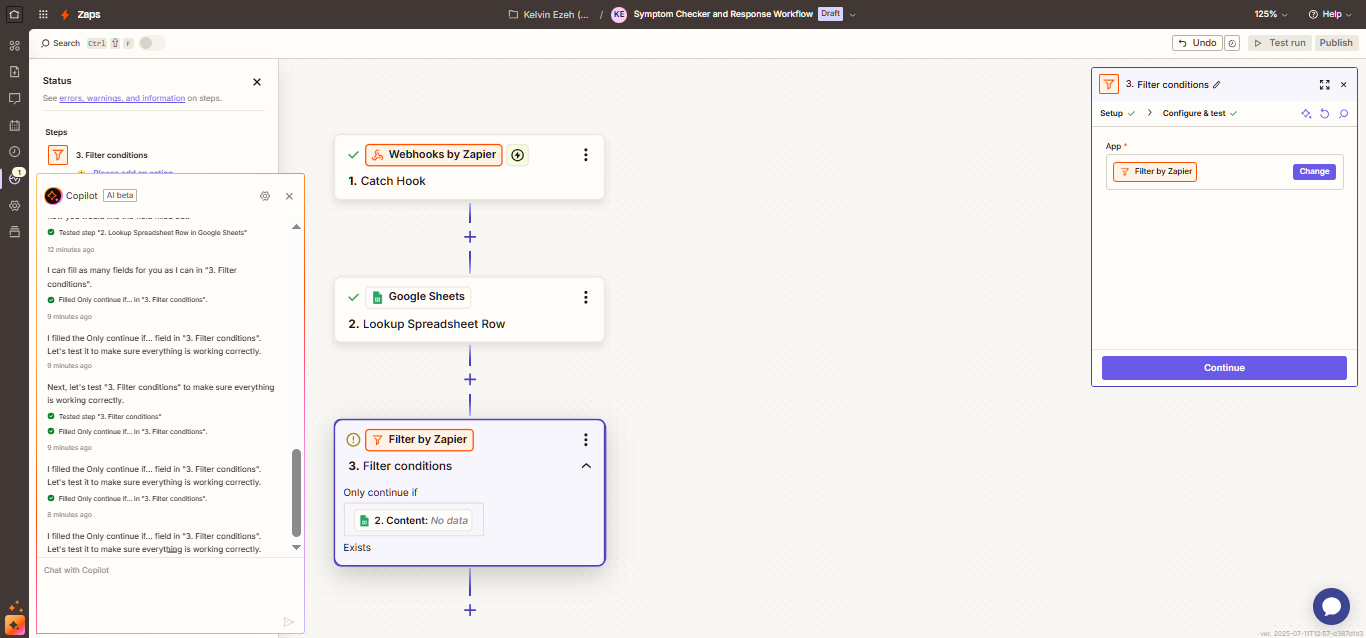 Zaps
Kelvin Ezeh (... / KE Symptom Checker and Response Workflow Draft
125%
Help
Search Ctrl F
Undo
Test run
Publish
Status
See errors, warnings, and information on steps.
Steps
3. Filter conditions
Please add an action
1
Copilot AI beta
how you would like the field filled out.
Tested step "2. Lookup Spreadsheet Row in Google Sheets"
12 minutes ago
I can fill as many fields for you as I can in "3. Filter
conditions".
Filled Only continue if... in "3. Filter conditions".
9 minutes ago
I filled the Only continue if... field in "3. Filter conditions".
Let's test it to make sure everything is working correctly.
9 minutes ago
Next, let's test "3. Filter conditions" to make sure everything
is working correctly.
Tested step "3. Filter conditions"
Filled Only continue if... in "3. Filter conditions".
9 minutes ago
I filled the Only continue if... field in "3. Filter conditions".
Let's test it to make sure everything is working correctly.
Filled Only continue if... in "3. Filter conditions".
8 minutes ago
I filled the Only continue if... field in "3. Filter conditions".
Let's test it to make sure everything is working correctly.
Chat with Copilot
Webhooks by Zapier
1. Catch Hook
Google Sheets
2. Lookup Spreadsheet Row
Filter by Zapier
3. Filter conditions
Only continue if
2. Content: No data
Exists
3. Filter conditions
Setup
Configure & test
App *
Filter by Zapier
Change
Continue
ver. 2025-07-11T12:57-d387dfd3